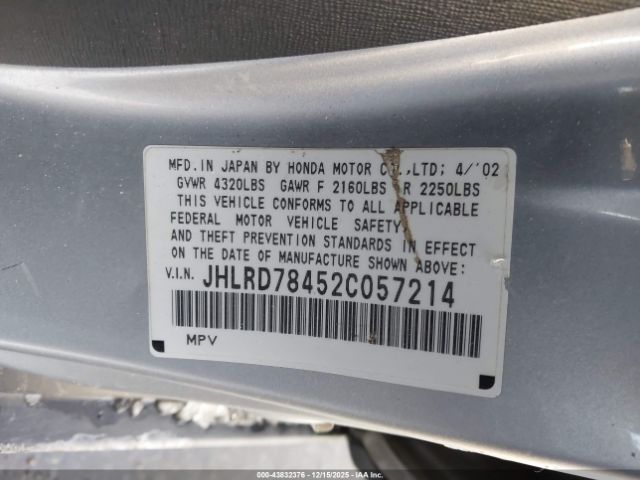 MFD.IN JAPAN BY HONDA MOTOR CO.,LTD; 4/'02
GVWR 4320LBS GAWR F 2160LBS R 2250LBS
THIS VEHICLE CONFORMS TO ALL APPLICABLE
FEDERAL MOTOR VEHICLE SAFETY,
AND THEFT PREVENTION STANDARDS IN EFFECT
ON THE DATE OF MANUFACTURE SHOWN ABOVE:
V.I.N. JHLRD78452C057214
MPV
000-43832376 - 12/15/2025 - Copyright IAA, Inc.